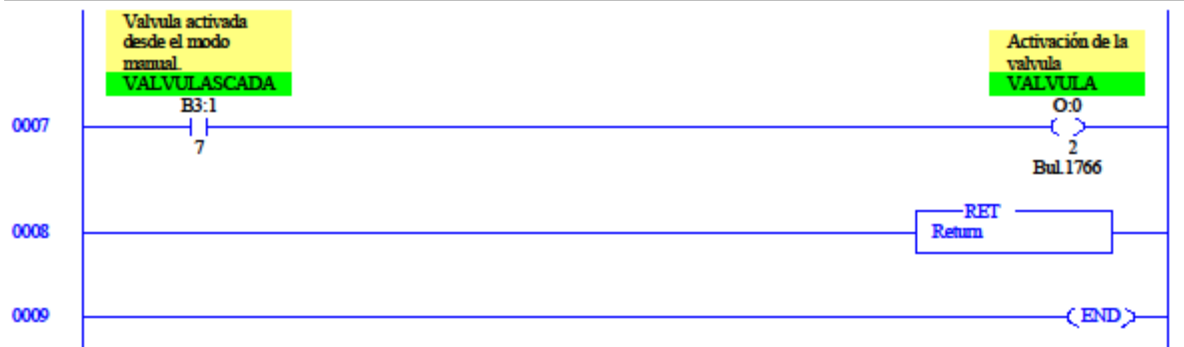 Valvula activada
desde el modo
manual.
VALVULASCADA
B3:1
Activación de la
valvula
VALVULA
O:0
0007
7
2
Bul.1766
0008
RET
Return
0009
END